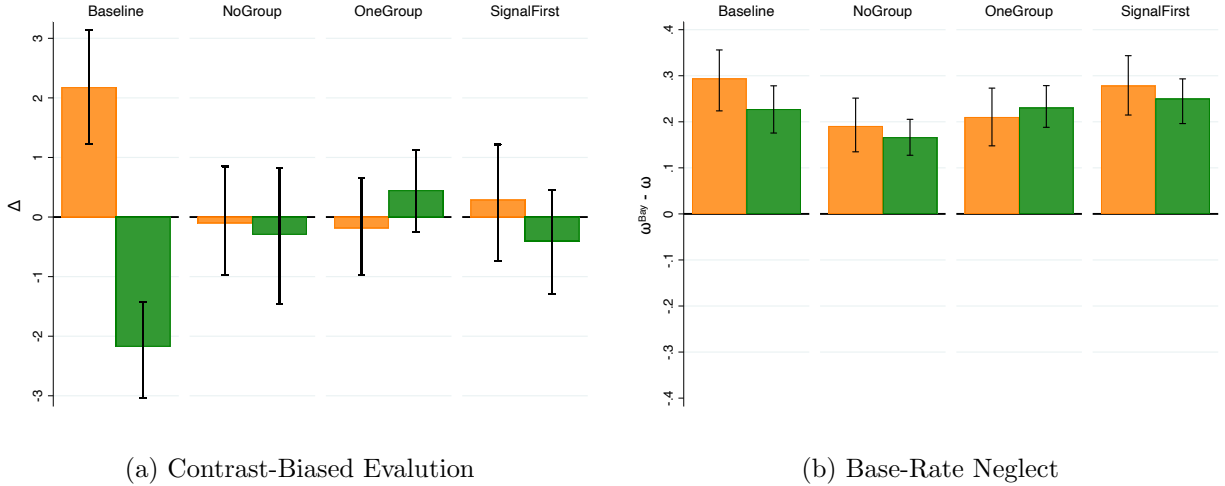 Baseline NoGroup OneGroup SignalFirst
3
2
1
0
-1
-2
-3
Δ
(a) Contrast-Biased Evalution
Baseline NoGroup OneGroup SignalFirst
.4
.3
.2
.1
0
-.1
-.2
-.3
-.4
ω^Bay - ω
(b) Base-Rate Neglect